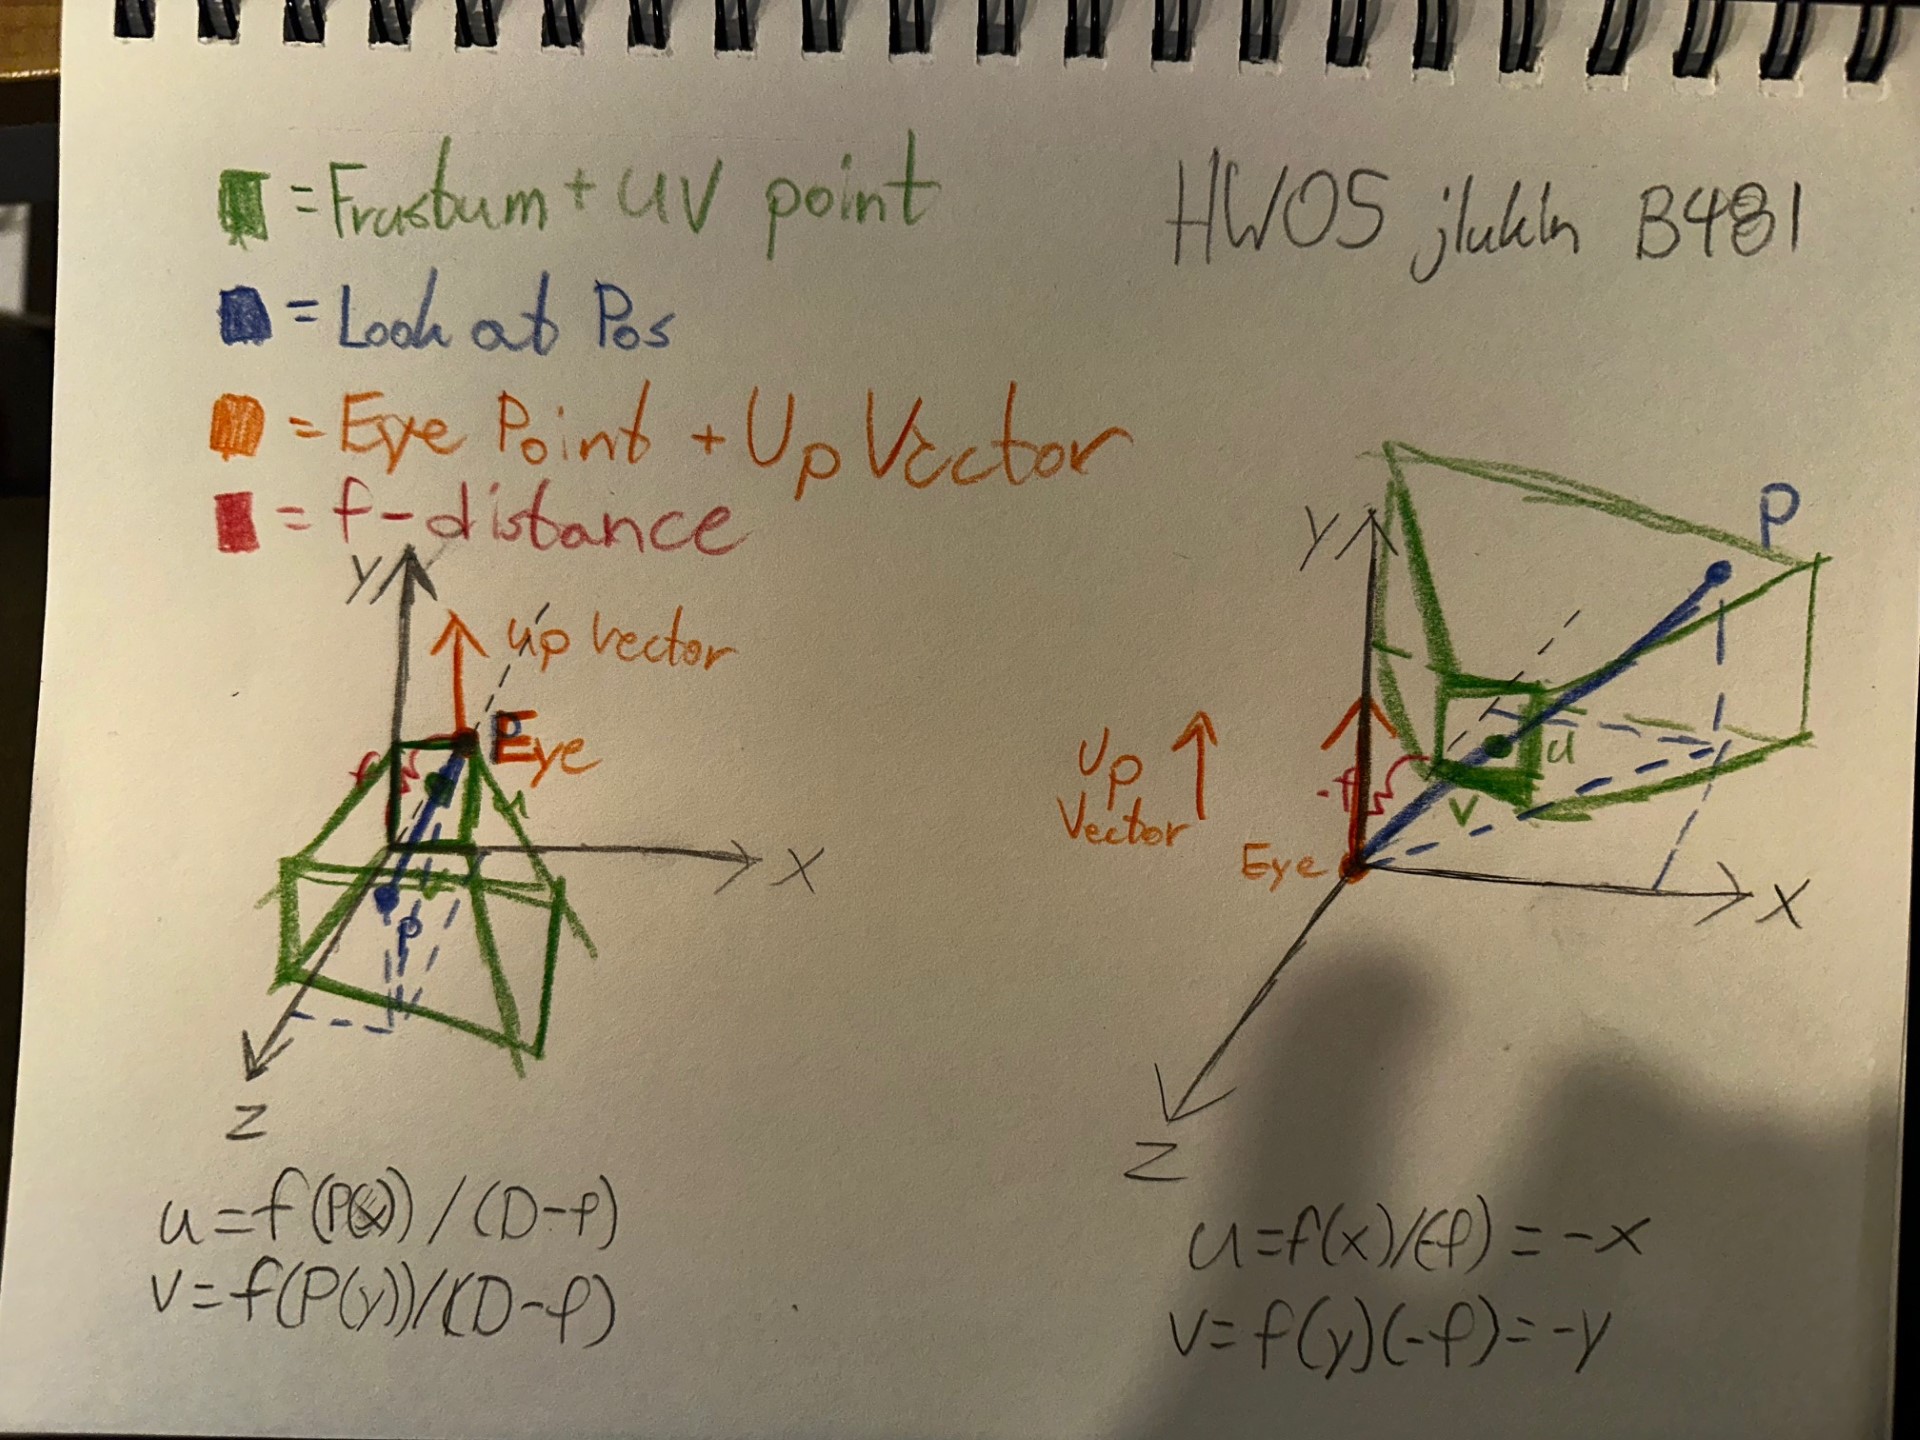 = Frustum + UV point
HW05 jlukln B481
= Look at Pos
= Eye Point + Up Vector
= f-distance
Y
up vector
P
Eye
f
u
X
v
P
Z
u = f(P(x)) / (D-f)
v = f(P(y))/(D-f)
P
Y
Up
Vector
-f
u
v
Eye
X
Z
u = f(x)/(-f) = -x
v = f(y)(-f) = -y